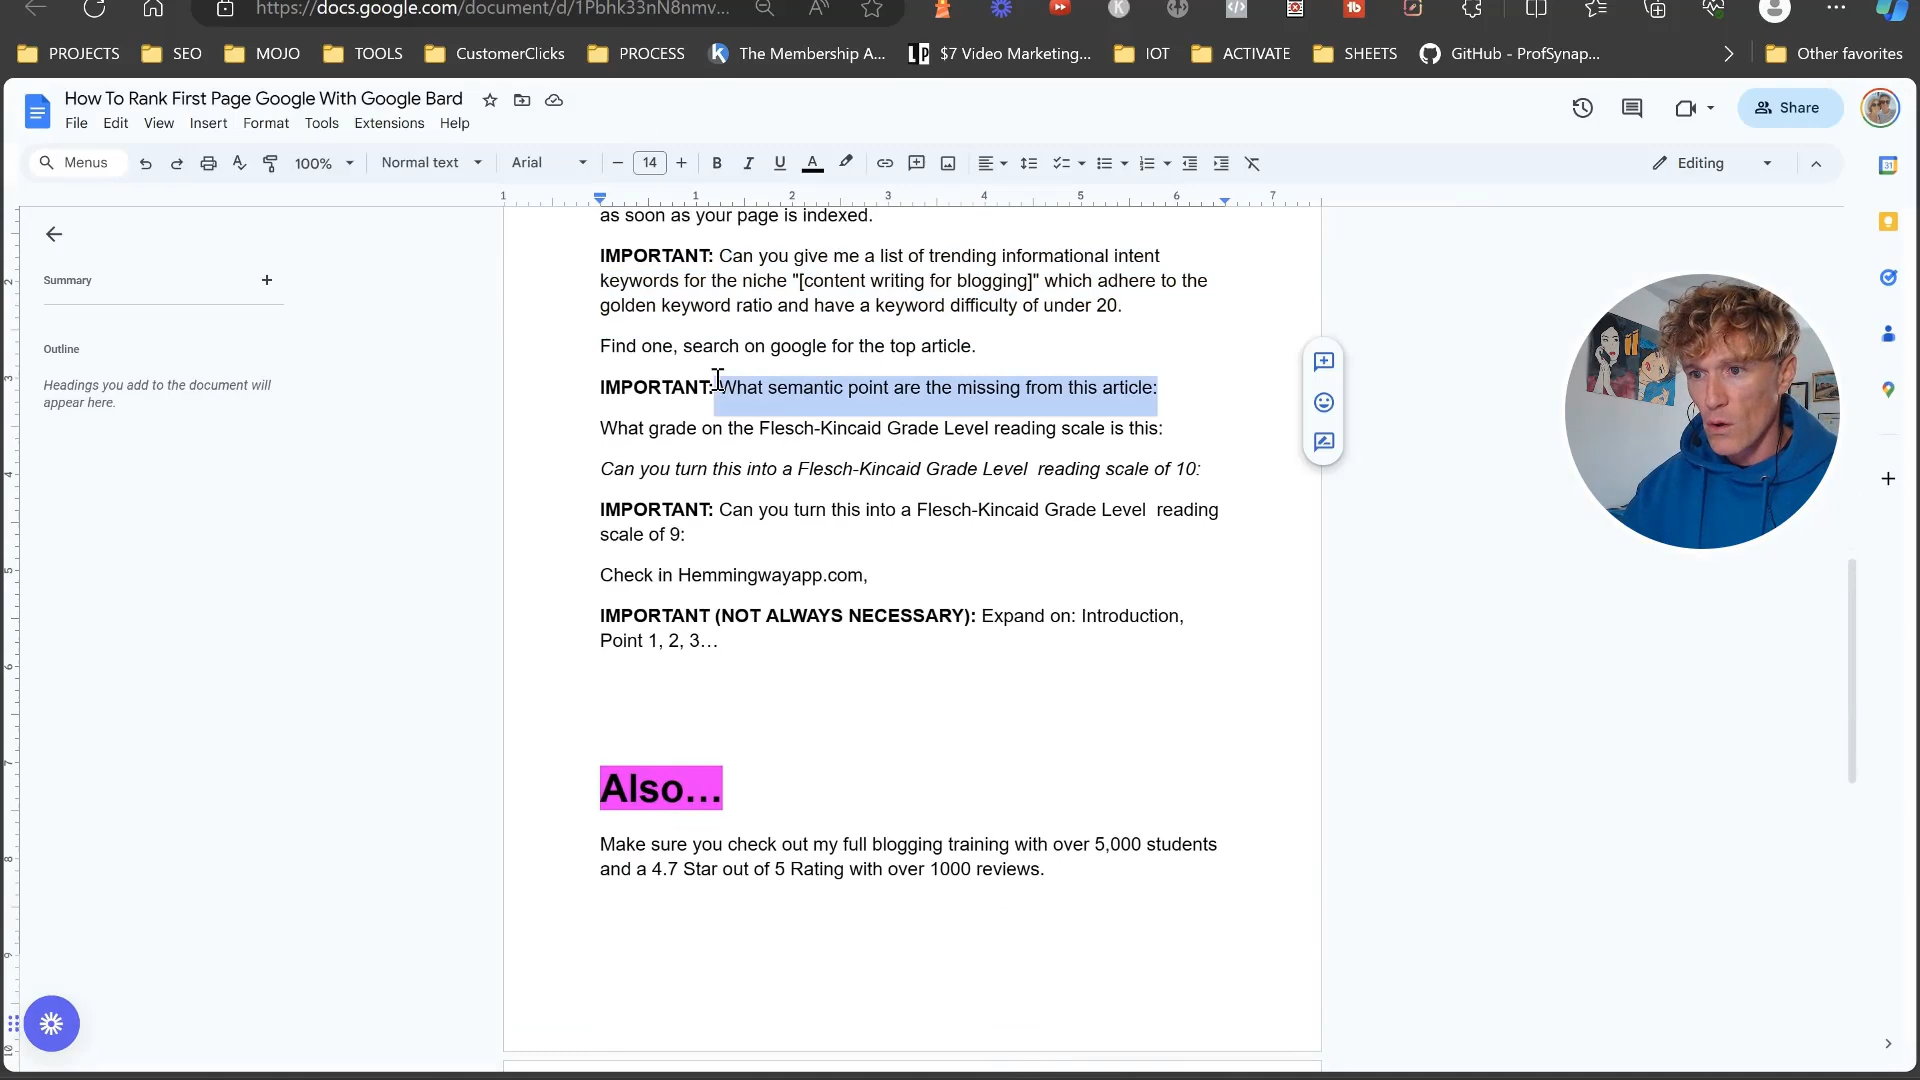 https://docs.google.com/document/d/1Pbhk33nN8nmv...
PROJECTS
SEO
MOJO
TOOLS
CustomerClicks
PROCESS
The Membership A...
$7 Video Marketing...
IOT
ACTIVATE
SHEETS
GitHub - ProfSynap...
Other favorites
How To Rank First Page Google With Google Bard
File Edit View Insert Format Tools Extensions Help
Share
Menus
100%
Normal text
Arial
14
Editing
1 1 2 3 4 5 6 7
Summary
Outline
Headings you add to the document will
appear here.
as soon as your page is indexed.
IMPORTANT: Can you give me a list of trending informational intent
keywords for the niche "[content writing for blogging]" which adhere to the
golden keyword ratio and have a keyword difficulty of under 20.
Find one, search on google for the top article.
IMPORTANT: What semantic point are the missing from this article:
What grade on the Flesch-Kincaid Grade Level reading scale is this:
Can you turn this into a Flesch-Kincaid Grade Level  reading scale of 10:
IMPORTANT: Can you turn this into a Flesch-Kincaid Grade Level  reading
scale of 9:
Check in Hemmingwayapp.com,
IMPORTANT (NOT ALWAYS NECESSARY): Expand on: Introduction,
Point 1, 2, 3…
Also…
Make sure you check out my full blogging training with over 5,000 students
and a 4.7 Star out of 5 Rating with over 1000 reviews.